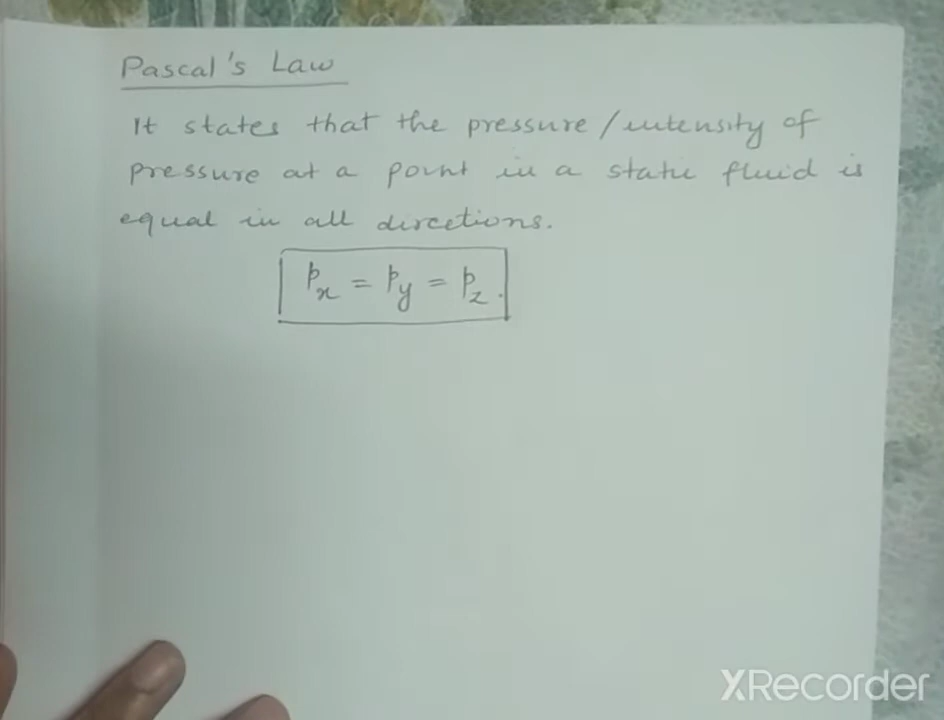 Pascal's Law
It states that the pressure/intensity of
pressure at a point in a static fluid is
equal in all directions.
px = py = pz.
XRecorder